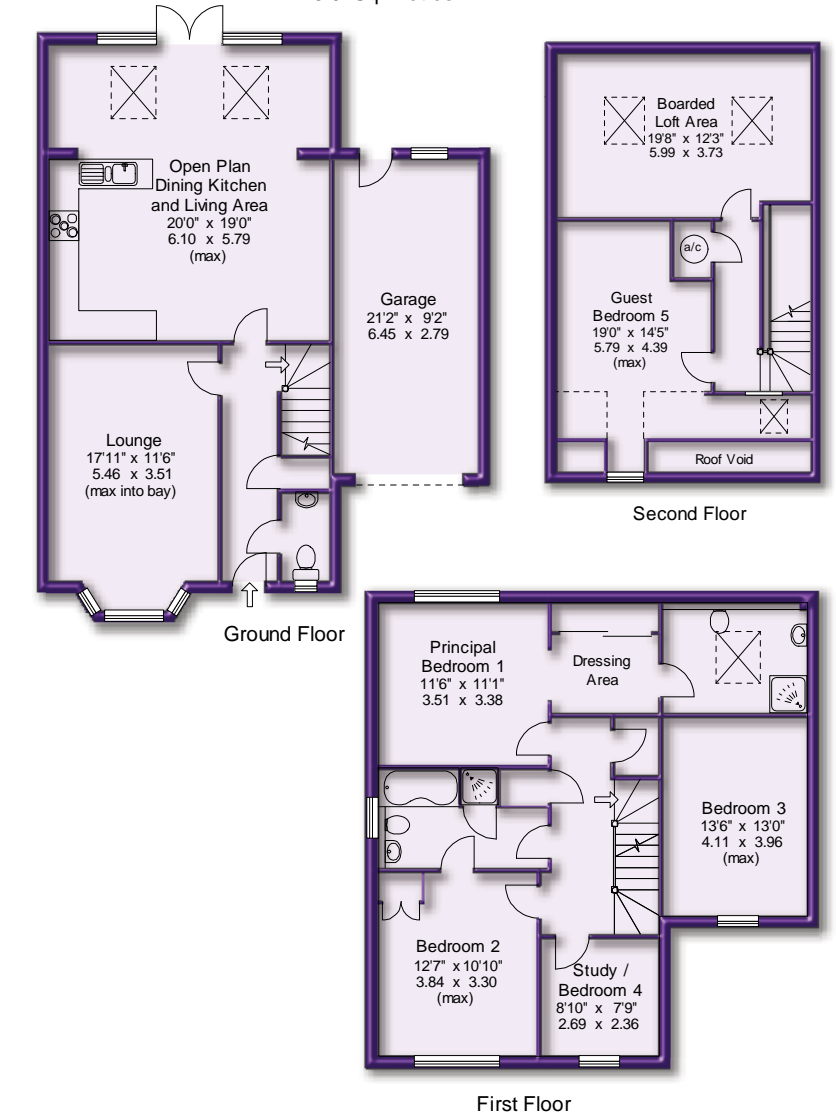 Open Plan
Dining Kitchen
and Living Area
20'0" x 19'0"
6.10 x 5.79
(max)
Garage
21'2" x 9'2"
6.45 x 2.79
Lounge
17'11" x 11'6"
5.46 x 3.51
(max into bay)
Ground Floor
Boarded
Loft Area
19'8" x 12'3"
5.99 x 3.73
a/c
Guest
Bedroom 5
19'0" x 14'5"
5.79 x 4.39
(max)
Roof Void
Second Floor
Principal
Bedroom 1
11'6" x 11'1"
3.51 x 3.38
Dressing
Area
Bedroom 3
13'6" x 13'0"
4.11 x 3.96
(max)
Bedroom 2
12'7" x 10'10"
3.84 x 3.30
(max)
Study /
Bedroom 4
8'10" x 7'9"
2.69 x 2.36
First Floor